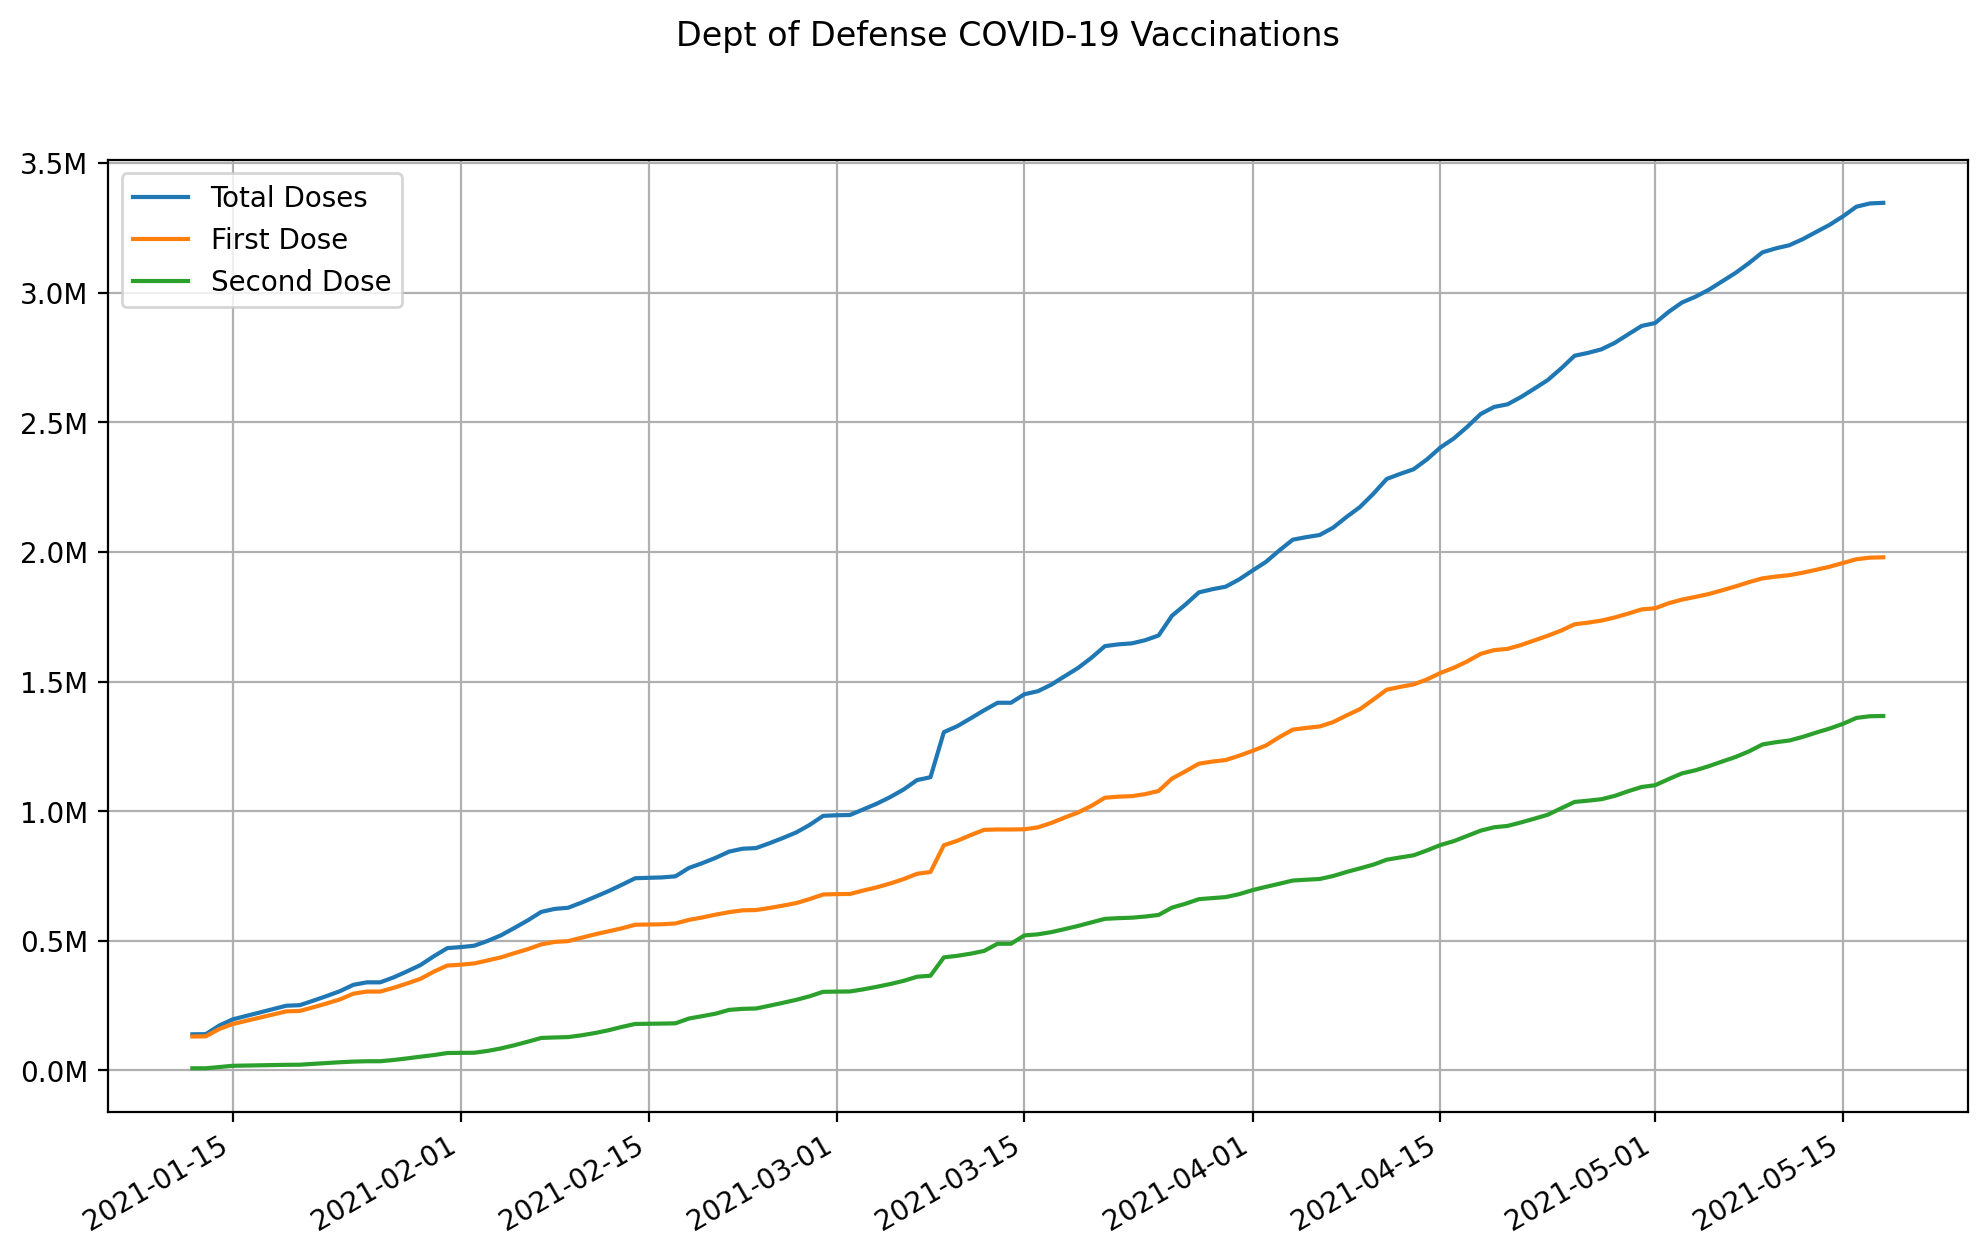 Dept of Defense COVID-19 Vaccinations
3.5M
3.0M
2.5M
2.0M
1.5M
1.0M
0.5M
0.0M
Total Doses
First Dose
Second Dose
2021-01-15
2021-02-01
2021-02-15
2021-03-01
2021-03-15
2021-04-01
2021-04-15
2021-05-01
2021-05-15